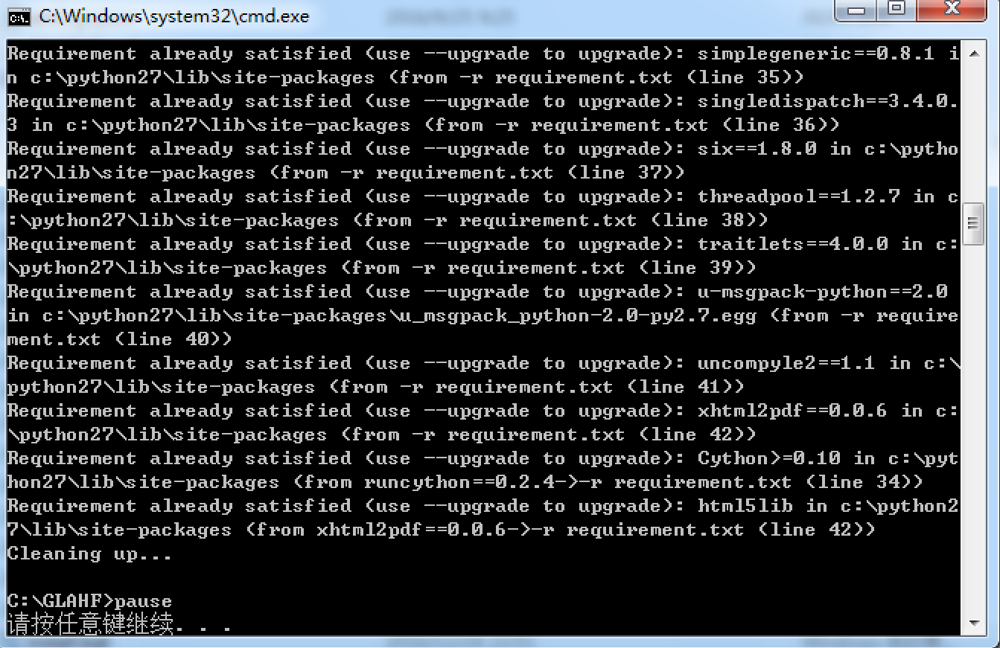 C:\Windows\system32\cmd.exe
Requirement already satisfied (use --upgrade to upgrade): simplegeneric==0.8.1 i
n c:\python27\lib\site-packages (from -r requirement.txt (line 35))
Requirement already satisfied (use --upgrade to upgrade): singledispatch==3.4.0.
3 in c:\python27\lib\site-packages (from -r requirement.txt (line 36))
Requirement already satisfied (use --upgrade to upgrade): six==1.8.0 in c:\pytho
n27\lib\site-packages (from -r requirement.txt (line 37))
Requirement already satisfied (use --upgrade to upgrade): threadpool==1.2.7 in c
:\python27\lib\site-packages (from -r requirement.txt (line 38))
Requirement already satisfied (use --upgrade to upgrade): traitlets==4.0.0 in c:
\python27\lib\site-packages (from -r requirement.txt (line 39))
Requirement already satisfied (use --upgrade to upgrade): u-msgpack-python==2.0
in c:\python27\lib\site-packages\u_msgpack_python-2.0-py2.7.egg (from -r require
ment.txt (line 40))
Requirement already satisfied (use --upgrade to upgrade): uncompyle2==1.1 in c:\
python27\lib\site-packages (from -r requirement.txt (line 41))
Requirement already satisfied (use --upgrade to upgrade): xhtml2pdf==0.0.6 in c:
\python27\lib\site-packages (from -r requirement.txt (line 42))
Requirement already satisfied (use --upgrade to upgrade): Cython>=0.10 in c:\pyt
hon27\lib\site-packages (from runcython==0.2.4->-r requirement.txt (line 34))
Requirement already satisfied (use --upgrade to upgrade): html5lib in c:\python2
7\lib\site-packages (from xhtml2pdf==0.0.6->-r requirement.txt (line 42))
Cleaning up...
C:\GLAHF>pause
请按任意键继续. . .